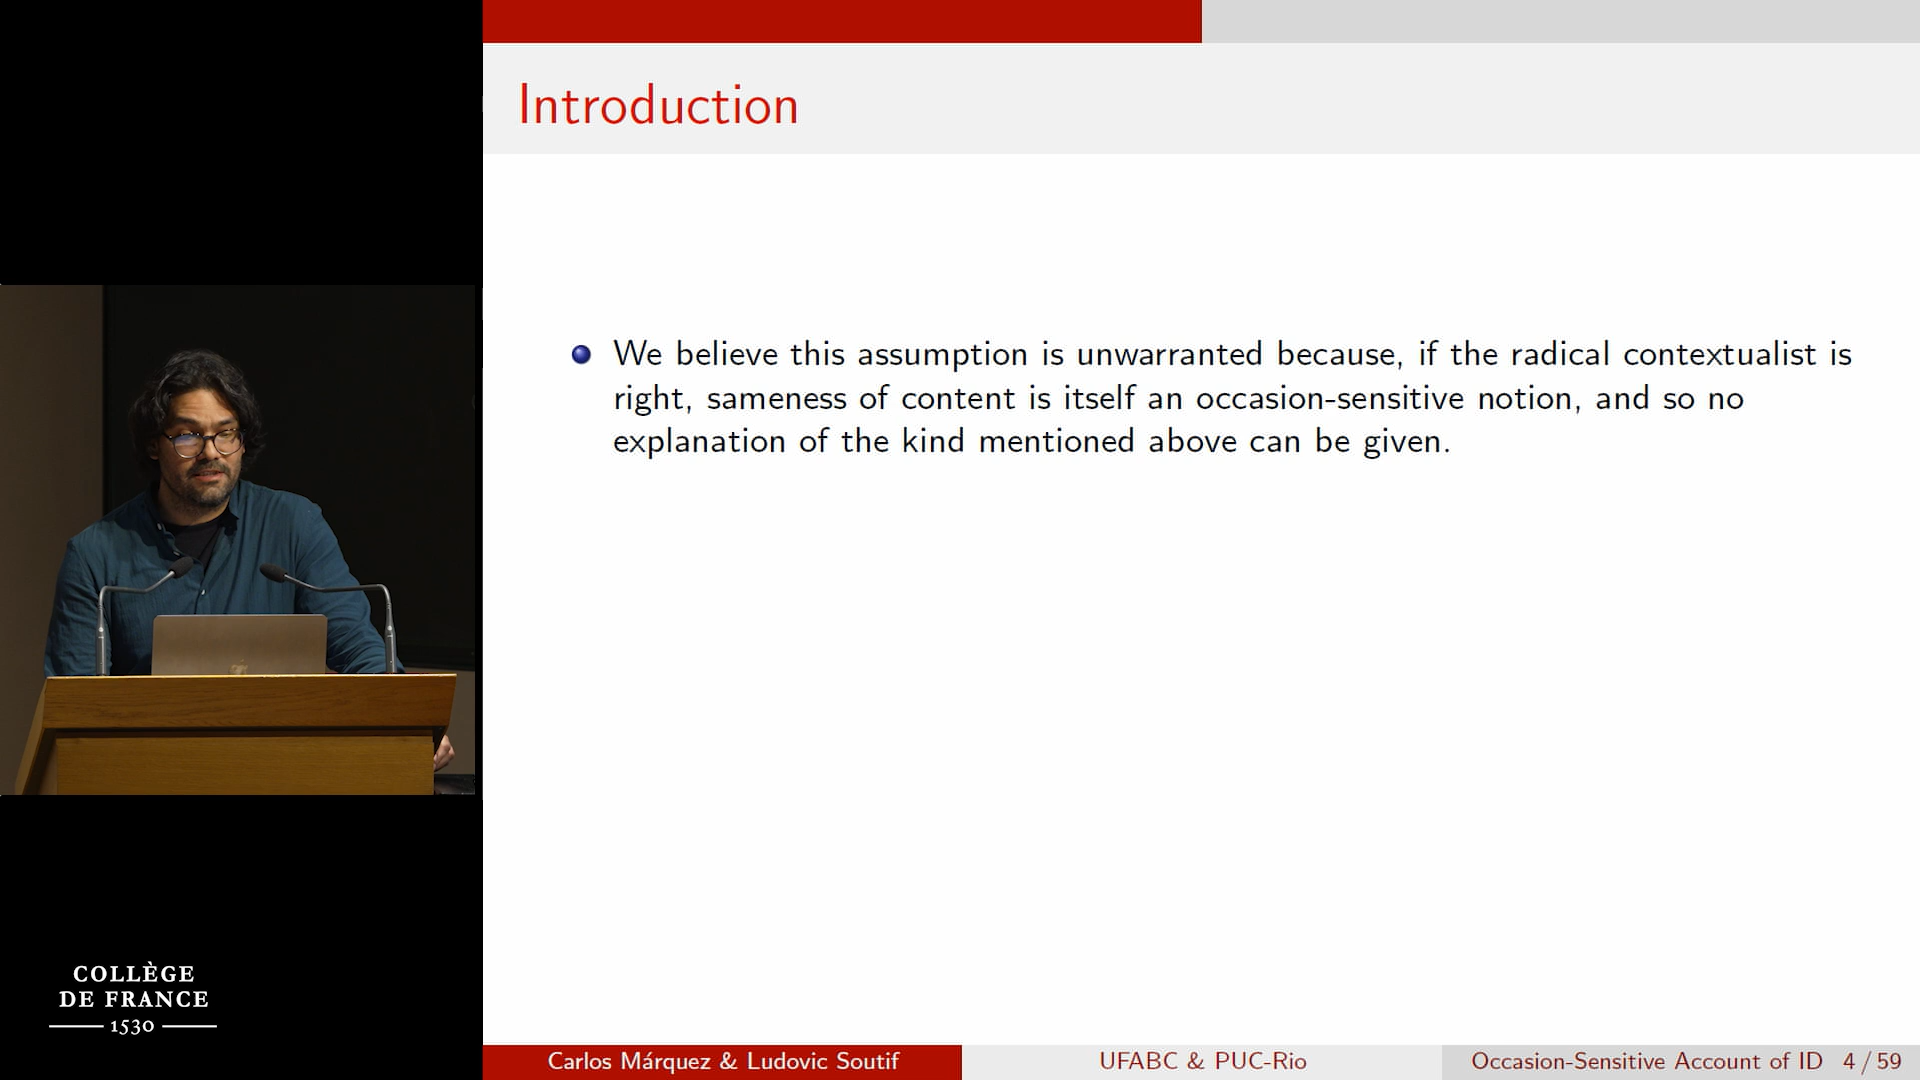 Introduction
We believe this assumption is unwarranted because, if the radical contextualist is
right, sameness of content is itself an occasion-sensitive notion, and so no
explanation of the kind mentioned above can be given.
COLLÈGE
DE FRANCE
1530
Carlos Márquez & Ludovic Soutif
UFABC & PUC-Rio
Occasion-Sensitive Account of ID 4 / 59